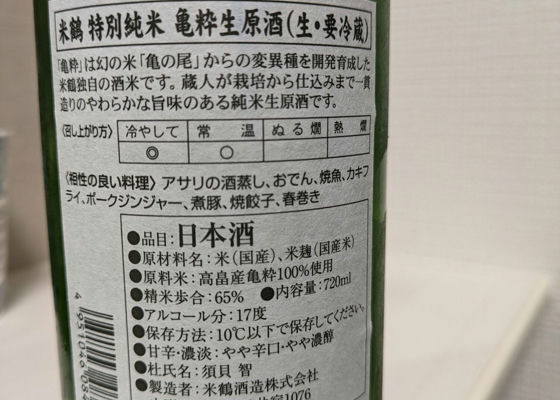 米鶴 特別純米 亀粋生原酒(生・要冷蔵)
「亀粋」は幻の米「亀の尾」からの変異種を開発育成した
米鶴独自の酒米です。蔵人が栽培から仕込みまで一貫
造りのやわらかな旨味のある純米生原酒です。
〈召し上がり方〉 冷やして 常温 ぬる燗 熱燗
◎ ○
〈相性の良い料理〉アサリの酒蒸し、おでん、焼魚、カキフ
ライ、ポークジンジャー、煮豚、焼餃子、春巻き
●品目:日本酒
●原材料名:米(国産)、米麹(国産米)
●原料米:高畠産亀粋100%使用
●精米歩合:65% ●内容量:720ml
●アルコール分:17度
●保存方法:10℃以下で保存してください。
●甘辛・濃淡:やや辛口・やや濃醇
●杜氏名:須貝 智
●製造者:米鶴酒造株式会社
1076